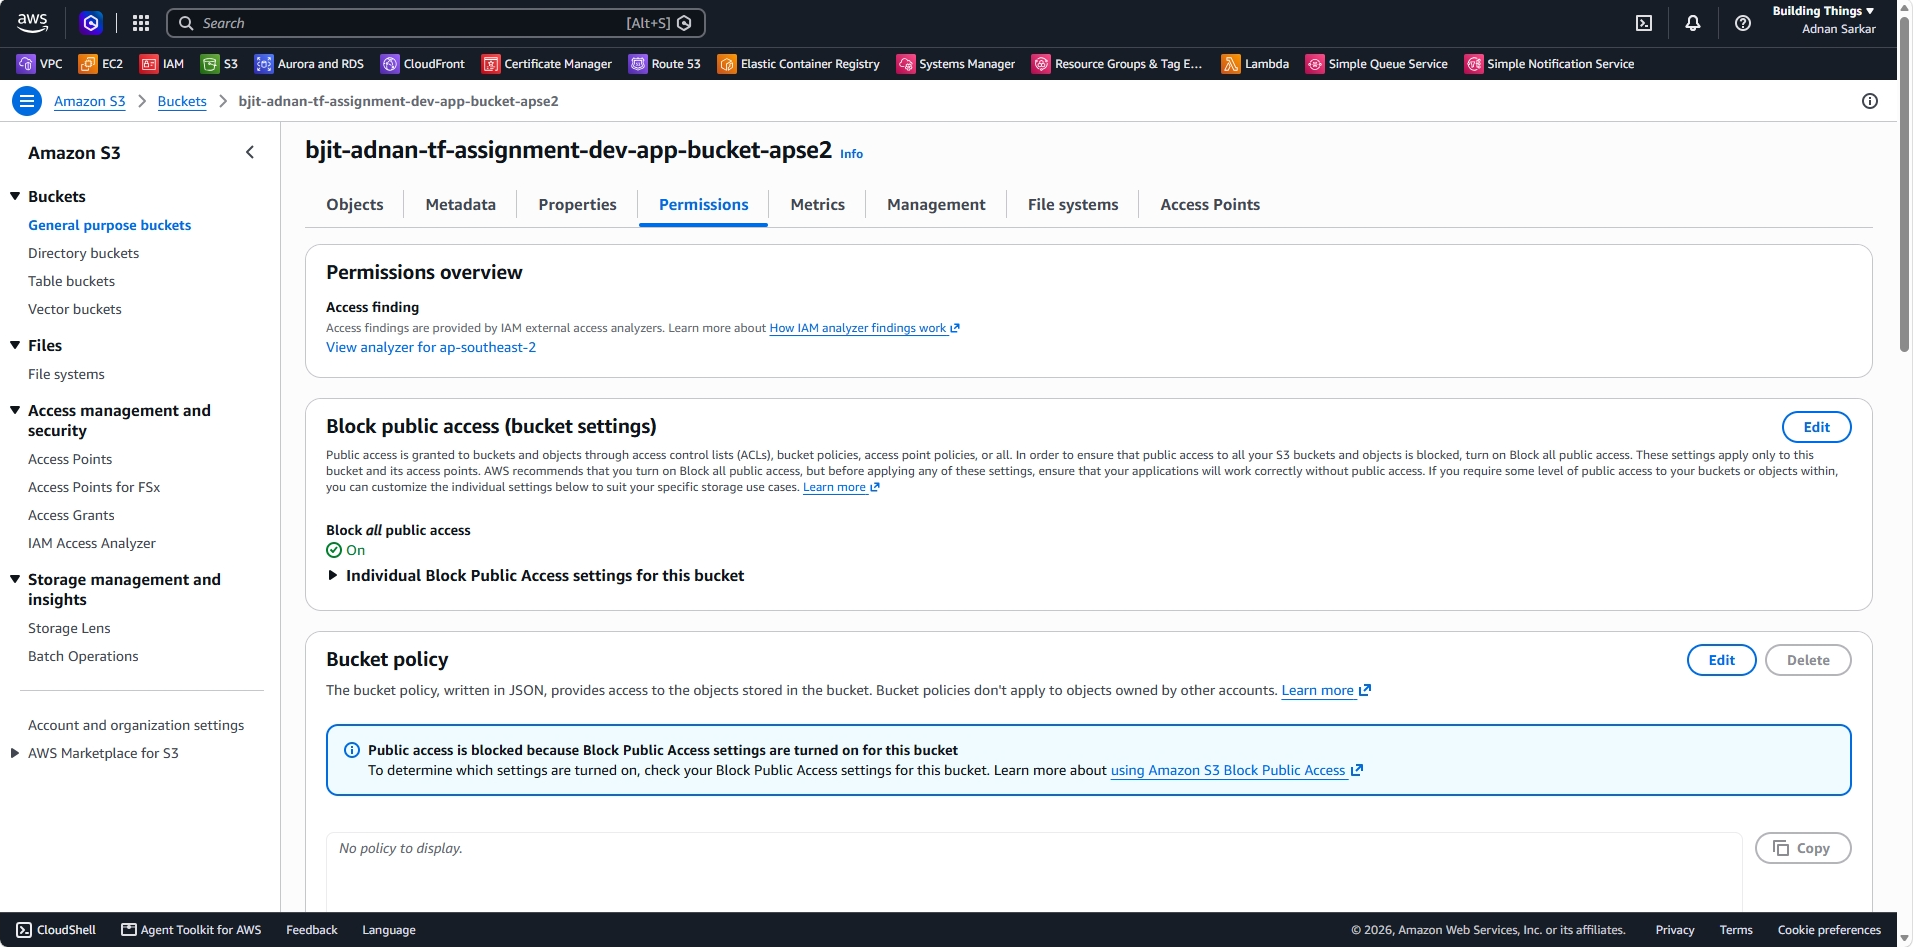 aws
Search
[Alt+S]
Building Things
Adnan Sarkar
VPC
EC2
IAM
S3
Aurora and RDS
CloudFront
Certificate Manager
Route 53
Elastic Container Registry
Systems Manager
Resource Groups & Tag E...
Lambda
Simple Queue Service
Simple Notification Service
Amazon S3
Buckets
bjit-adnan-tf-assignment-dev-app-bucket-apse2
Amazon S3
Buckets
General purpose buckets
Directory buckets
Table buckets
Vector buckets
Files
File systems
Access management and
security
Access Points
Access Points for FSx
Access Grants
IAM Access Analyzer
Storage management and
insights
Storage Lens
Batch Operations
Account and organization settings
AWS Marketplace for S3
bjit-adnan-tf-assignment-dev-app-bucket-apse2 Info
Objects
Metadata
Properties
Permissions
Metrics
Management
File systems
Access Points
Permissions overview
Access finding
Access findings are provided by IAM external access analyzers. Learn more about How IAM analyzer findings work
View analyzer for ap-southeast-2
Block public access (bucket settings)
Edit
Public access is granted to buckets and objects through access control lists (ACLs), bucket policies, access point policies, or all. In order to ensure that public access to all your S3 buckets and objects is blocked, turn on Block all public access. These settings apply only to this
bucket and its access points. AWS recommends that you turn on Block all public access, but before applying any of these settings, ensure that your applications will work correctly without public access. If you require some level of public access to your buckets or objects within,
you can customize the individual settings below to suit your specific storage use cases. Learn more
Block all public access
On
Individual Block Public Access settings for this bucket
Bucket policy
Edit
Delete
The bucket policy, written in JSON, provides access to the objects stored in the bucket. Bucket policies don't apply to objects owned by other accounts. Learn more
Public access is blocked because Block Public Access settings are turned on for this bucket
To determine which settings are turned on, check your Block Public Access settings for this bucket. Learn more about using Amazon S3 Block Public Access
No policy to display.
Copy
CloudShell
Agent Toolkit for AWS
Feedback
Language
© 2026, Amazon Web Services, Inc. or its affiliates.
Privacy
Terms
Cookie preferences